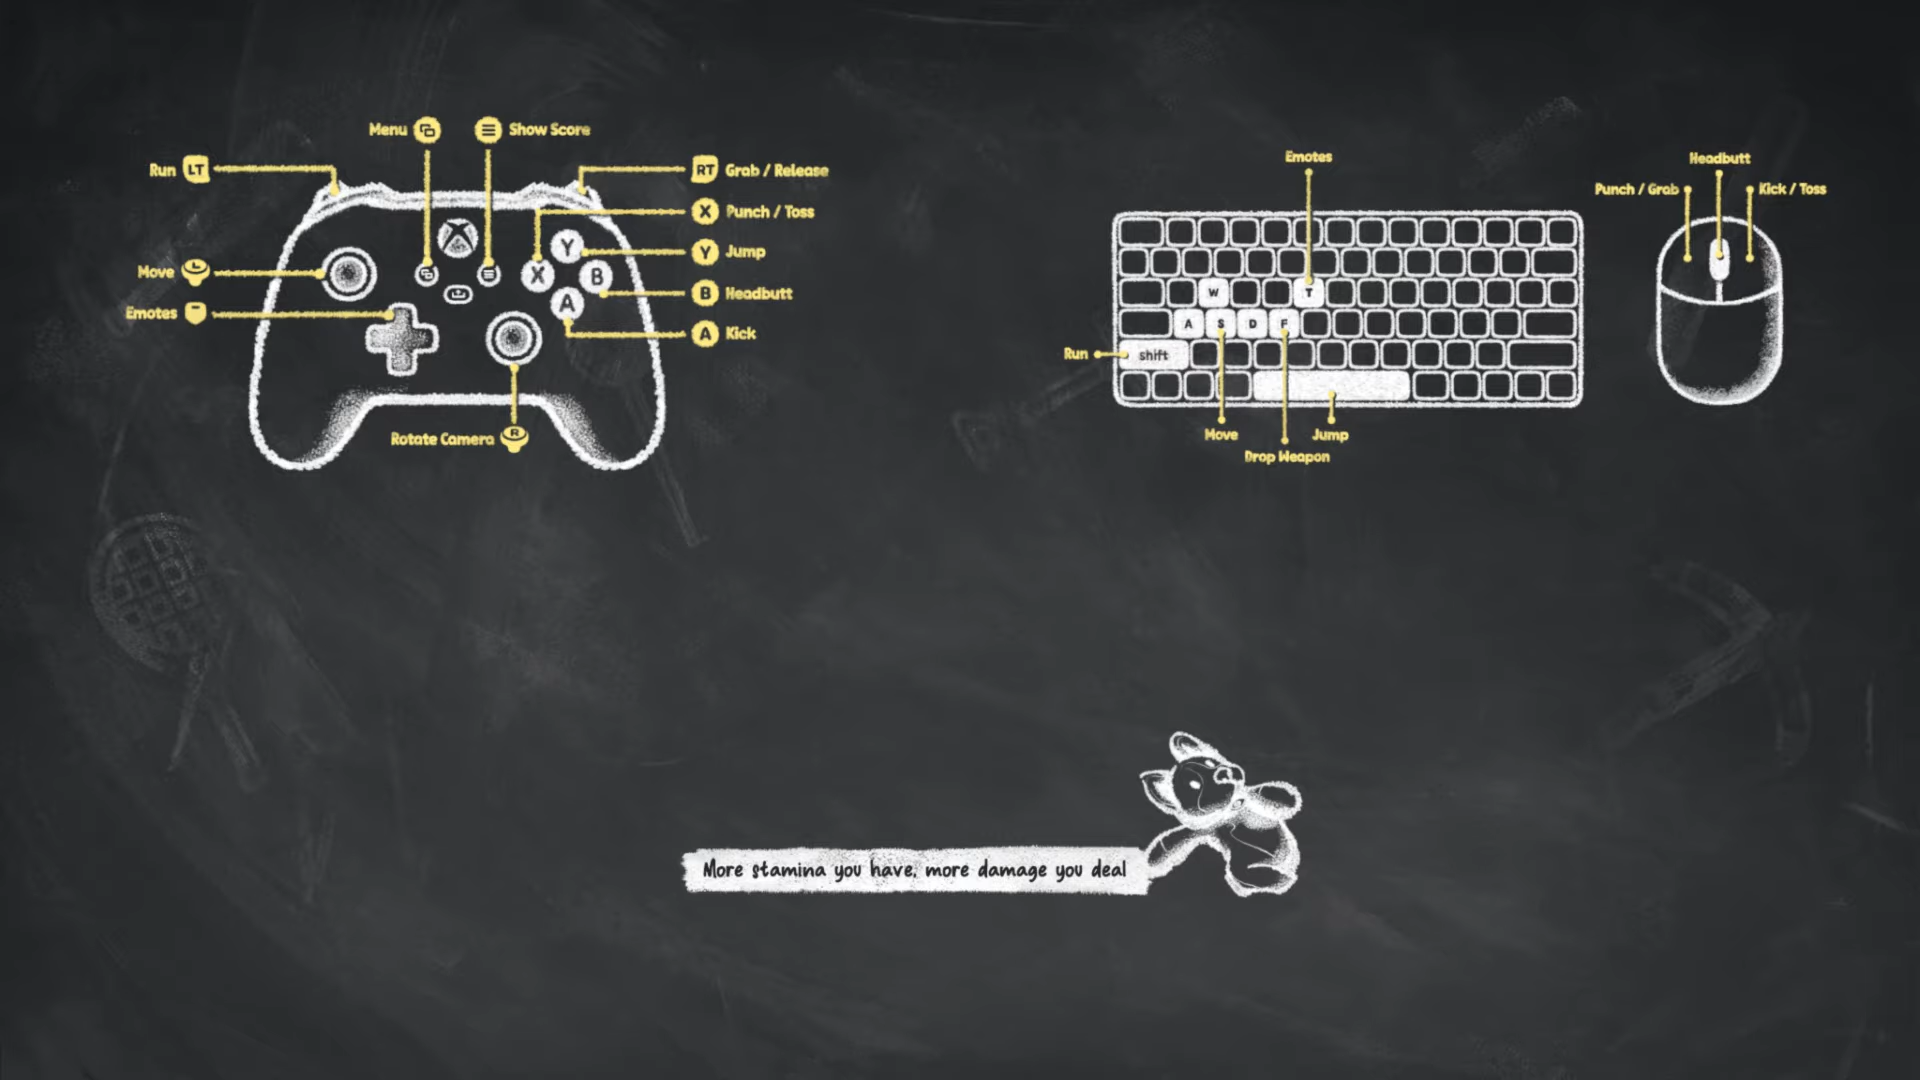 Menu
Show Score
Run LT
RT Grab / Release
X Punch / Toss
Y Jump
B Headbutt
A Kick
Move L
Emotes
Y
X
B
A
Rotate Camera R
Emotes
Headbutt
Punch / Grab
Kick / Toss
W T
A S D F
Run shift
Move
Jump
Drop Weapon
More stamina you have, more damage you deal